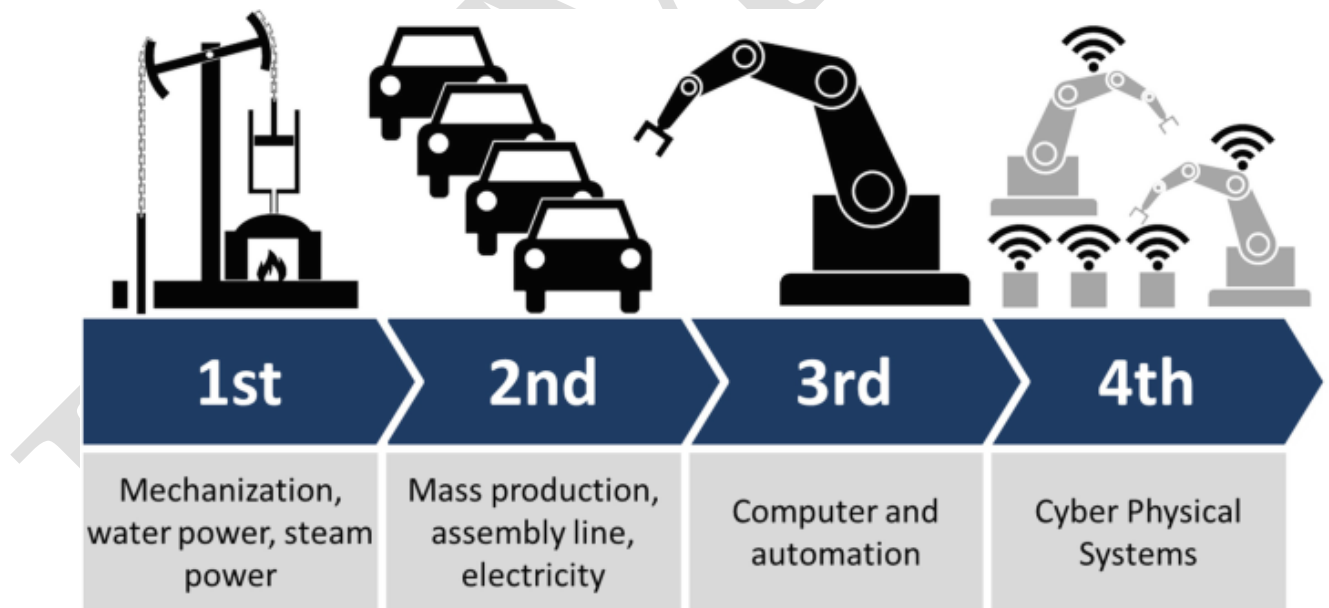 1st
2nd
3rd
4th
Mechanization,
water power, steam
power
Mass production,
assembly line,
electricity
Computer and
automation
Cyber Physical
Systems